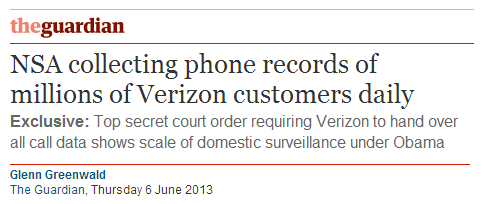 theguardian
NSA collecting phone records of
millions of Verizon customers daily
Exclusive: Top secret court order requiring Verizon to hand over
all call data shows scale of domestic surveillance under Obama
Glenn Greenwald
The Guardian, Thursday 6 June 2013